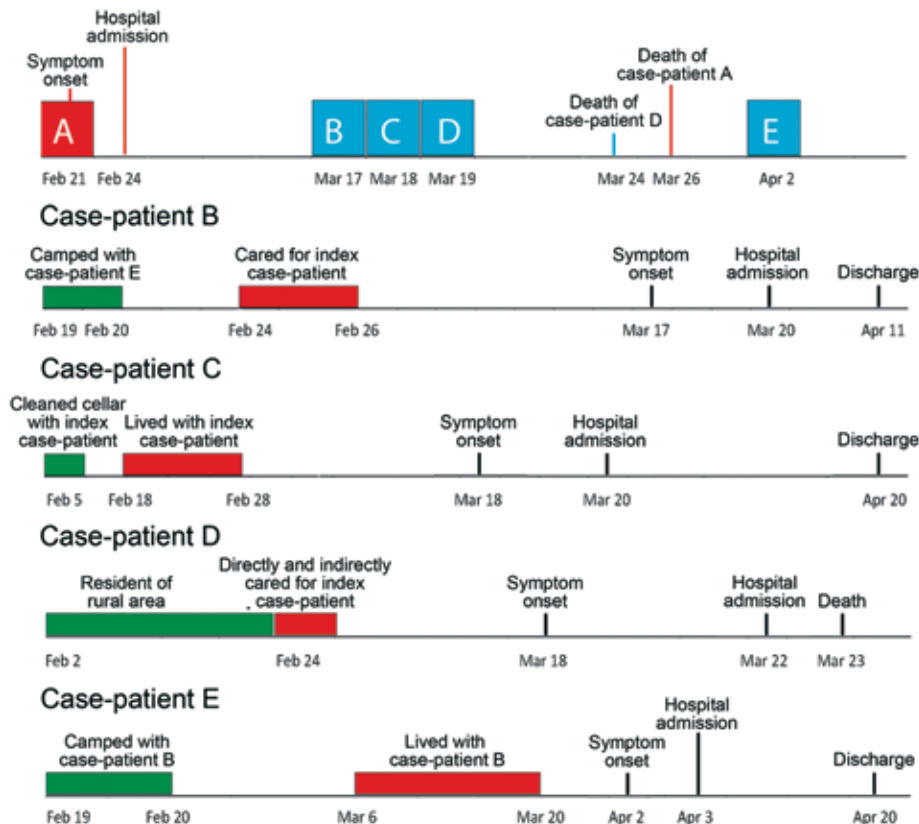 Hospital
admission
Symptom
onset
Death of
case-patient A
Death of
case-patient D
A
B
C
D
E
Feb 21
Feb 24
Mar 17
Mar 18
Mar 19
Mar 24
Mar 26
Apr 2
Case-patient B
Camped with
case-patient E
Cared for index
case-patient
Symptom
onset
Hospital
admission
Discharge
Feb 19
Feb 20
Feb 24
Feb 26
Mar 17
Mar 20
Apr 11
Case-patient C
Cleaned cellar
with index
case-patient
Lived with index
case-patient
Symptom
onset
Hospital
admission
Discharge
Feb 5
Feb 18
Feb 28
Mar 18
Mar 20
Apr 20
Case-patient D
Resident of
rural area
Directly and indirectly
cared for index
case-patient
Symptom
onset
Hospital
admission
Death
Feb 2
Feb 24
Mar 18
Mar 22
Mar 23
Case-patient E
Camped with
case-patient B
Lived with
case-patient B
Symptom
onset
Hospital
admission
Discharge
Feb 19
Feb 20
Mar 6
Mar 20
Apr 2
Apr 3
Apr 20